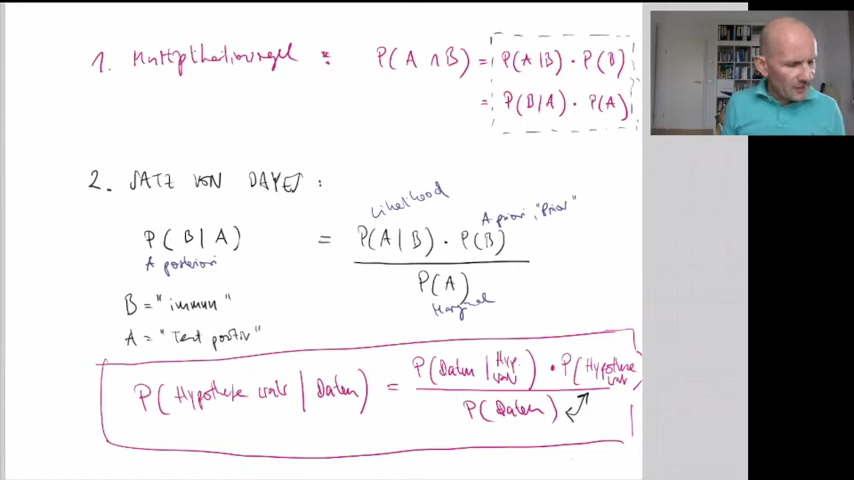 1. Multiplikationsregel : P(A ∩ B) = P(A|B) · P(B)
= P(B|A) · P(A)
2. SATZ VON BAYES :
P(B|A) = P(A|B) · P(B) / P(A)
Likelihood
A priori, "Prior"
A posteriori
Marginal
B = "immun"
A = "Test positiv"
P(Hypothese wahr | Daten) = P(Daten | Hyp. wahr) · P(Hypothese wahr) / P(Daten)